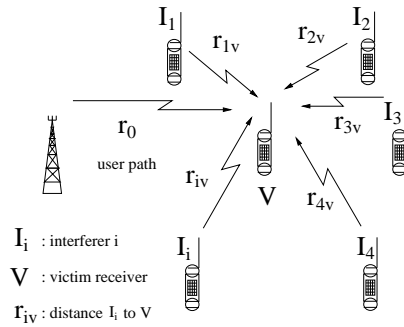 I1
I2
r1v
r2v
r0
I3
r3v
user path
riv
V
r4v
Ii : interferer i
Ii
I4
V : victim receiver
riv : distance Ii to V